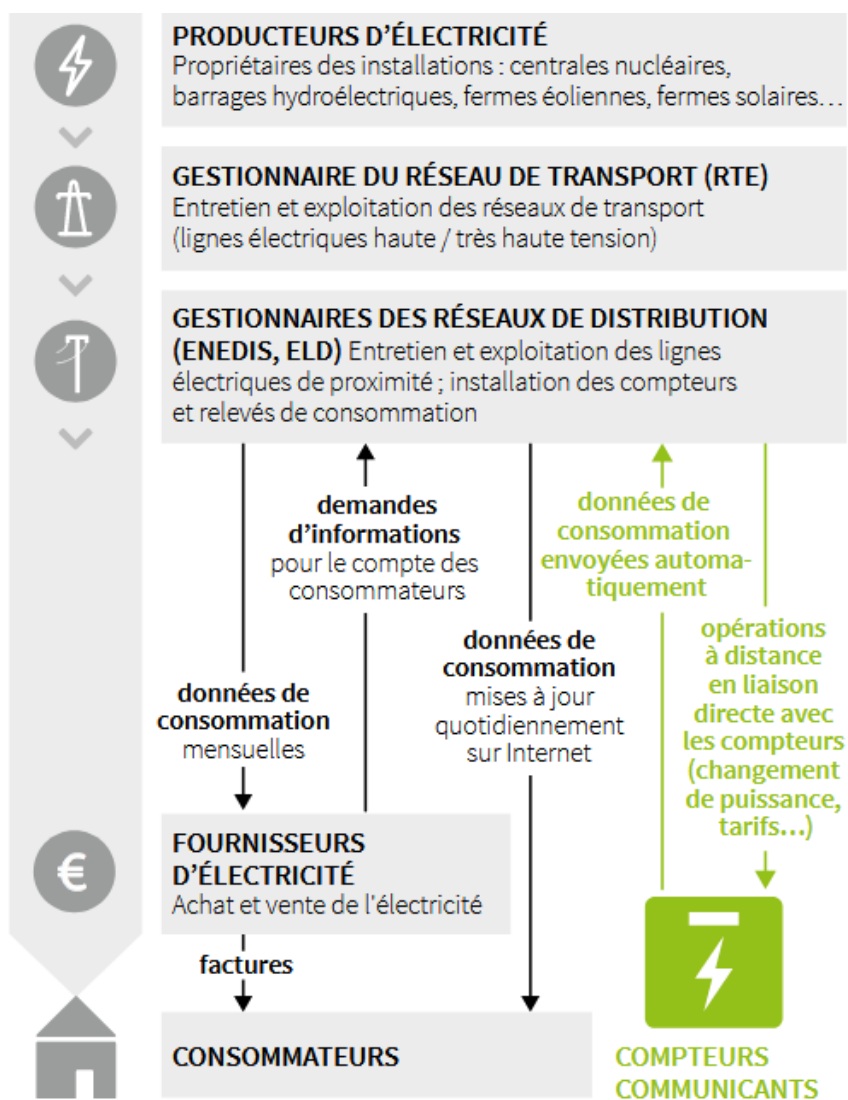 PRODUCTEURS D'ÉLECTRICITÉ
Propriétaires des installations : centrales nucléaires,
barrages hydroélectriques, fermes éoliennes, fermes solaires…
GESTIONNAIRE DU RÉSEAU DE TRANSPORT (RTE)
Entretien et exploitation des réseaux de transport
(lignes électriques haute / très haute tension)
GESTIONNAIRES DES RÉSEAUX DE DISTRIBUTION
(ENEDIS, ELD) Entretien et exploitation des lignes
électriques de proximité ; installation des compteurs
et relevés de consommation
demandes
d'informations
pour le compte des
consommateurs
données de
consommation
envoyées automa-
tiquement
données de
consommation
mises à jour
quotidiennement
sur Internet
opérations
à distance
en liaison
directe avec
les compteurs
(changement
de puissance,
tarifs…)
données de
consommation
mensuelles
€
FOURNISSEURS
D'ÉLECTRICITÉ
Achat et vente de l'électricité
factures
CONSOMMATEURS
COMPTEURS
COMMUNICANTS